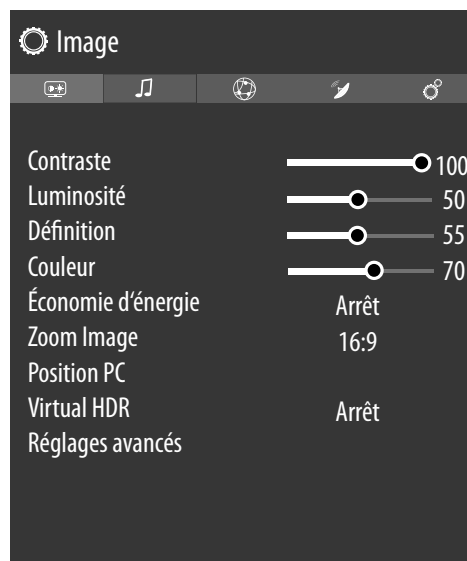 Image
Contraste 100
Luminosité 50
Définition 55
Couleur 70
Économie d‘énergie Arrêt
Zoom Image 16:9
Position PC
Virtual HDR Arrêt
Réglages avancés